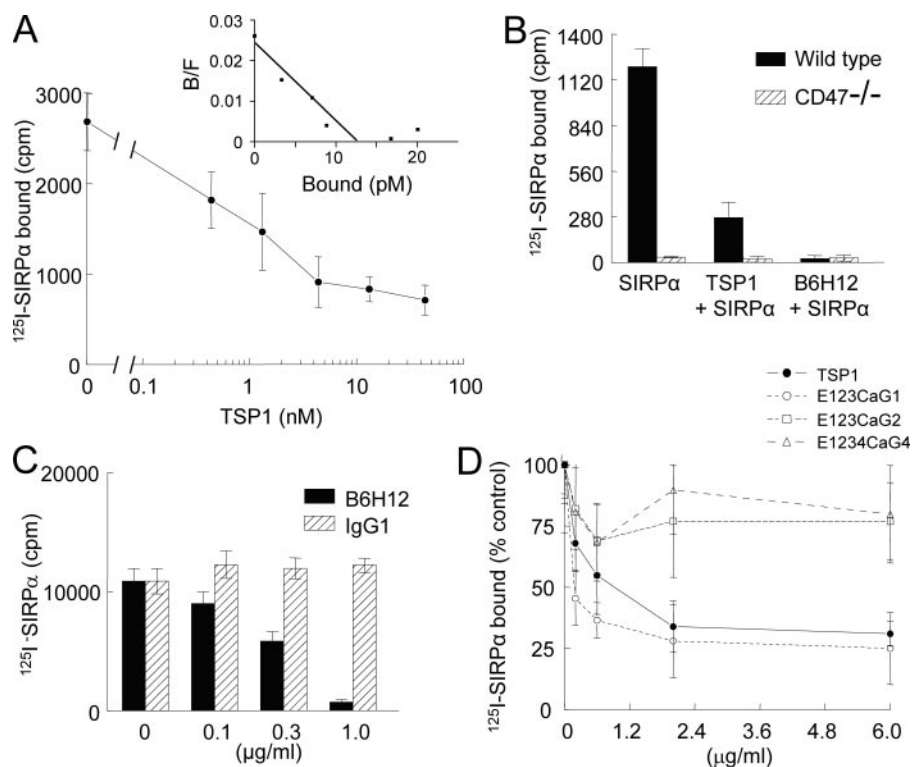 A
¹²⁵I-SIRPα bound (cpm)
3000
2000
1000
0
0
0.1
1
10
100
TSP1 (nM)
B/F
0.03
0.02
0.01
0
0
10
20
Bound (pM)
B
¹²⁵I -SIRPα bound (cpm)
1400
1120
840
560
280
0
Wild type
CD47-/-
SIRPα
TSP1
+ SIRPα
B6H12
+ SIRPα
C
¹²⁵I -SIRPα (cpm)
20000
10000
0
B6H12
IgG1
0
0.1
0.3
1.0
(µg/ml)
TSP1
E123CaG1
E123CaG2
E1234CaG4
D
¹²⁵I-SIRPα bound (% control)
100
75
50
25
0
0
1.2
2.4
3.6
4.8
6.0
(µg/ml)